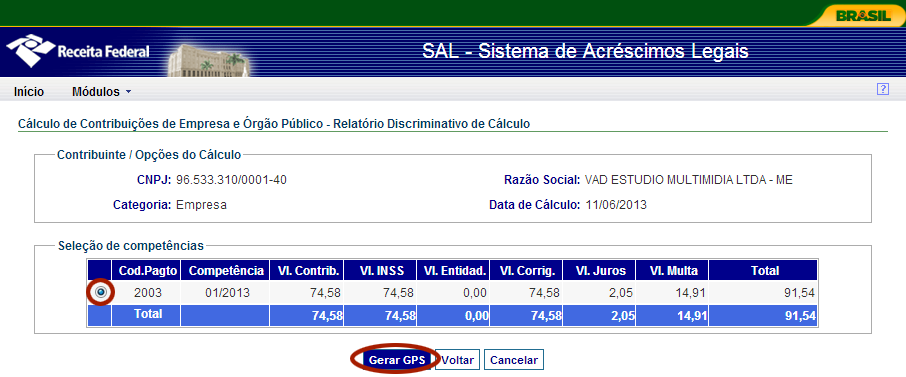 BRASIL
Receita Federal
SAL - Sistema de Acréscimos Legais
Início Módulos ?
Cálculo de Contribuições de Empresa e Órgão Público - Relatório Discriminativo de Cálculo
Contribuinte / Opções do Cálculo
CNPJ: 96.533.310/0001-40 Razão Social: VAD ESTUDIO MULTIMIDIA LTDA - ME
Categoria: Empresa Data de Cálculo: 11/06/2013
Seleção de competências
Cod.Pagto Competência Vl. Contrib. Vl. INSS Vl. Entidad. Vl. Corrig. Vl. Juros Vl. Multa Total
2003 01/2013 74,58 74,58 0,00 74,58 2,05 14,91 91,54
Total 74,58 74,58 0,00 74,58 2,05 14,91 91,54
Gerar GPS Voltar Cancelar